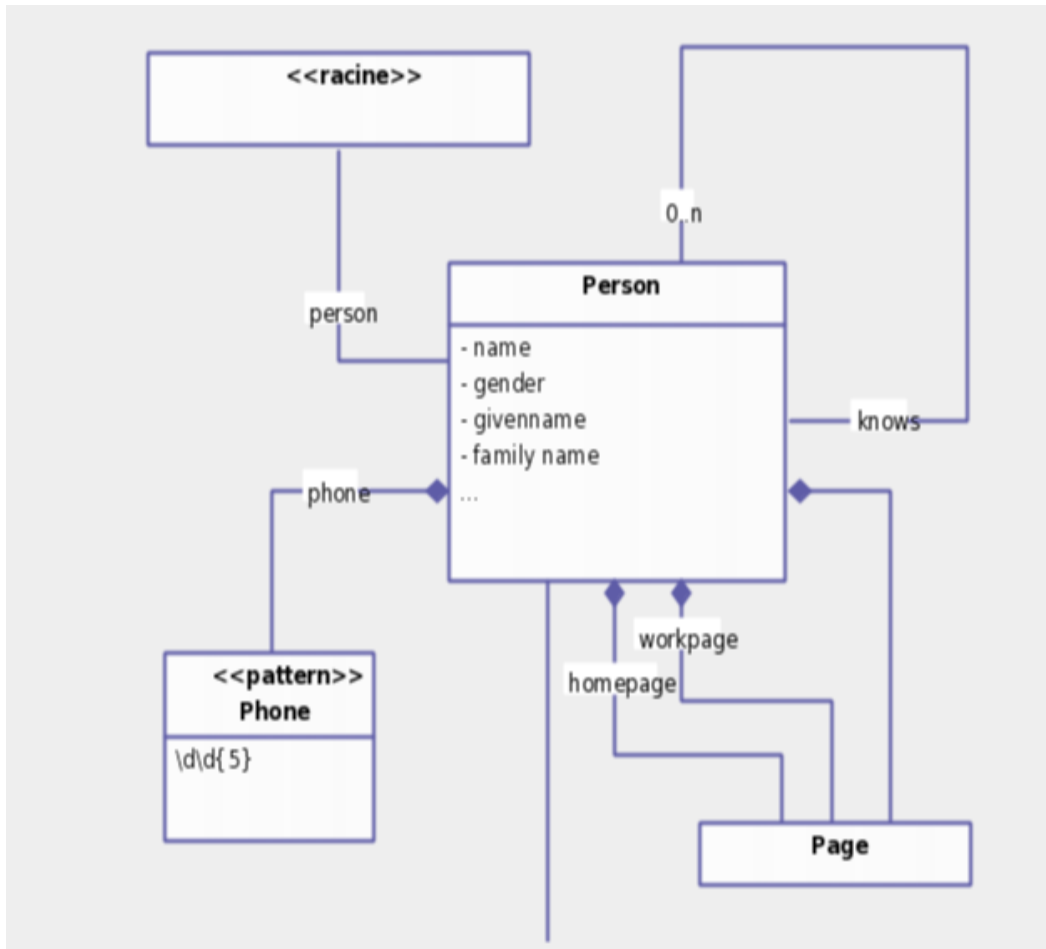 <<racine>>
0..n
person
Person
- name
- gender
- givenname
- family name
...
knows
phone
workpage
homepage
<<pattern>>
Phone
\d\d{5}
Page